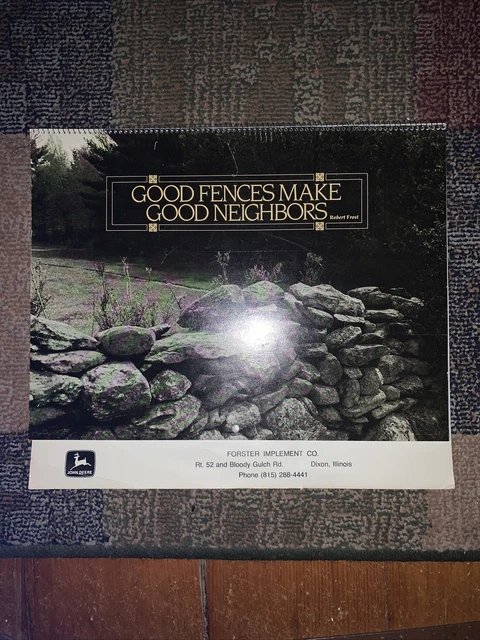 GOOD FENCES MAKE
GOOD NEIGHBORS
Robert Frost
JOHN DEERE
FORSTER IMPLEMENT CO.
Rt. 52 and Bloody Gulch Rd. Dixon, Illinois
Phone (815) 288-4441